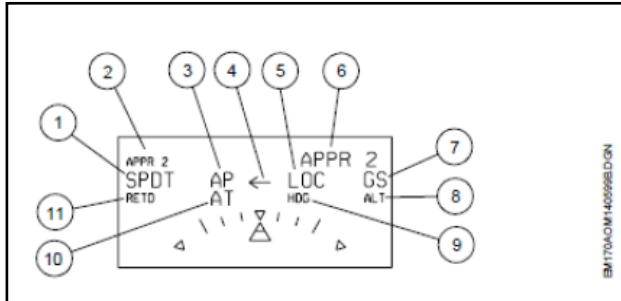 2 3 4 5 6
1
APPR 2 APPR 2
SPDT AP ← LOC GS 7
RETD AT HDG ALT 8
11
10 9
EM170AOM140599B.DGN